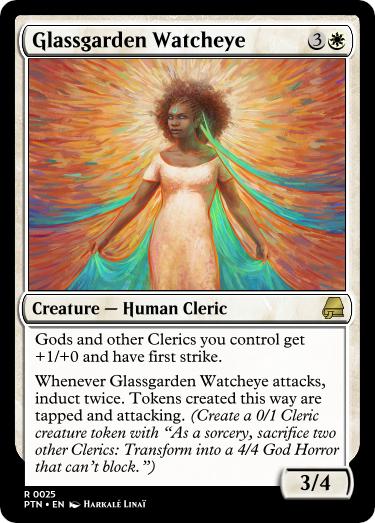 Glassgarden Watcheye 3
Creature — Human Cleric
Gods and other Clerics you control get
+1/+0 and have first strike.
Whenever Glassgarden Watcheye attacks,
induct twice. Tokens created this way are
tapped and attacking. (Create a 0/1 Cleric
creature token with “As a sorcery, sacrifice two
other Clerics: Transform into a 4/4 God Horror
that can’t block.”)
3/4
R 0025
PTN • EN Harkalé Linaï